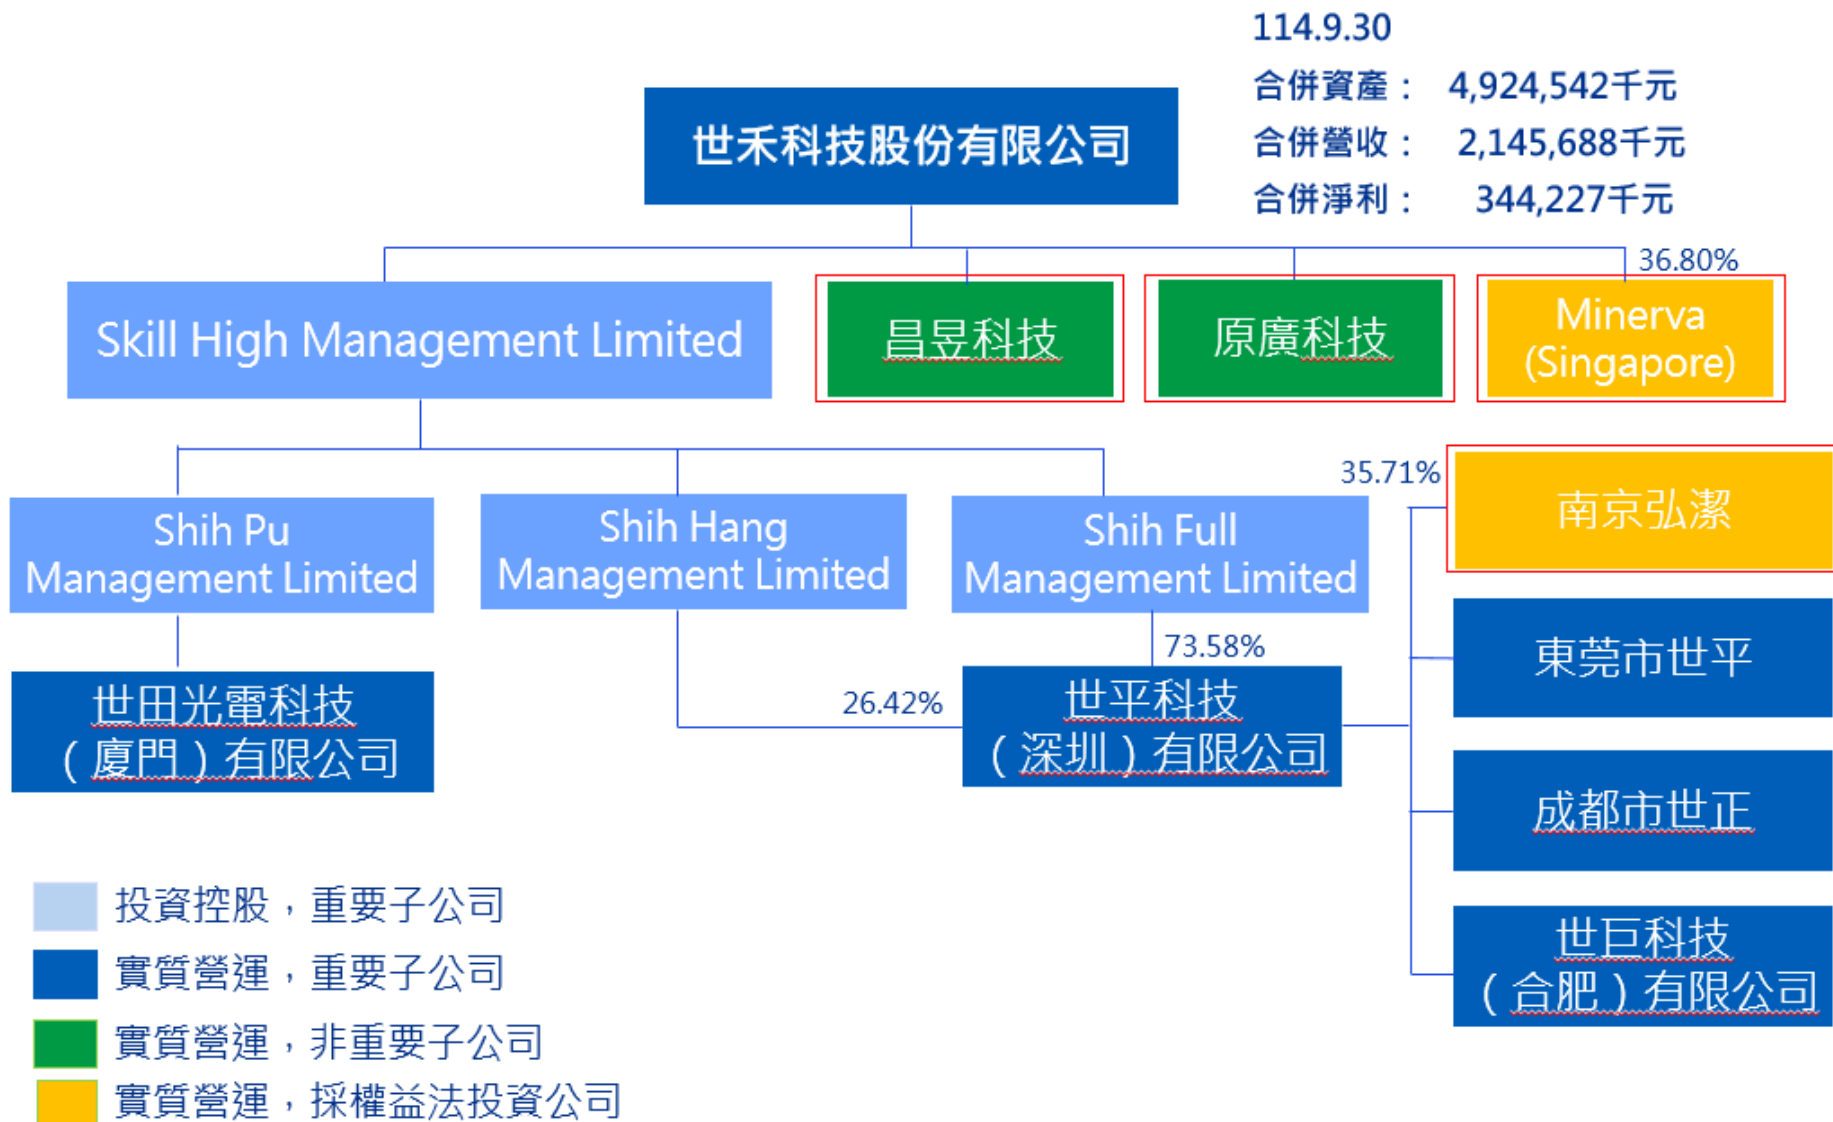 114.9.30
合併資產： 4,924,542千元
合併營收： 2,145,688千元
合併淨利： 344,227千元
世禾科技股份有限公司
36.80%
Skill High Management Limited
昌昱科技
原廣科技
Minerva
(Singapore)
35.71%
南京弘潔
Shih Pu
Management Limited
Shih Hang
Management Limited
Shih Full
Management Limited
73.58%
26.42%
東莞市世平
世田光電科技
（廈門）有限公司
世平科技
（深圳）有限公司
成都市世正
世巨科技
（合肥）有限公司
投資控股，重要子公司
實質營運，重要子公司
實質營運，非重要子公司
實質營運，採權益法投資公司